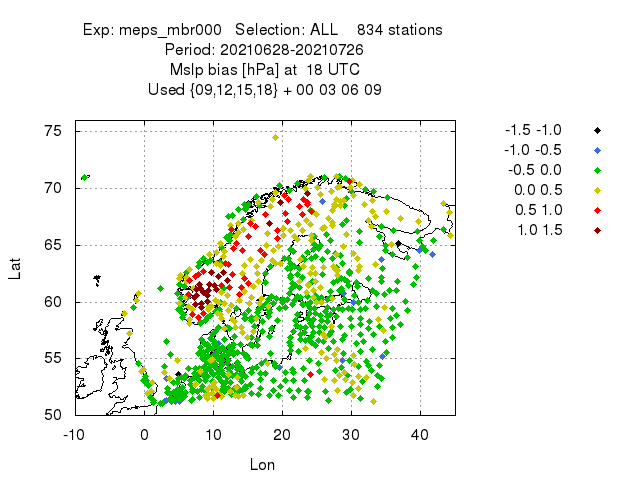 Exp: meps_mbr000 Selection: ALL 834 stations
Period: 20210628-20210726
Mslp bias [hPa] at 18 UTC
Used {09,12,15,18} + 00 03 06 09
75
70
65
60
55
50
Lat
-10 0 10 20 30 40
Lon
-1.5 -1.0
-1.0 -0.5
-0.5 0.0
0.0 0.5
0.5 1.0
1.0 1.5